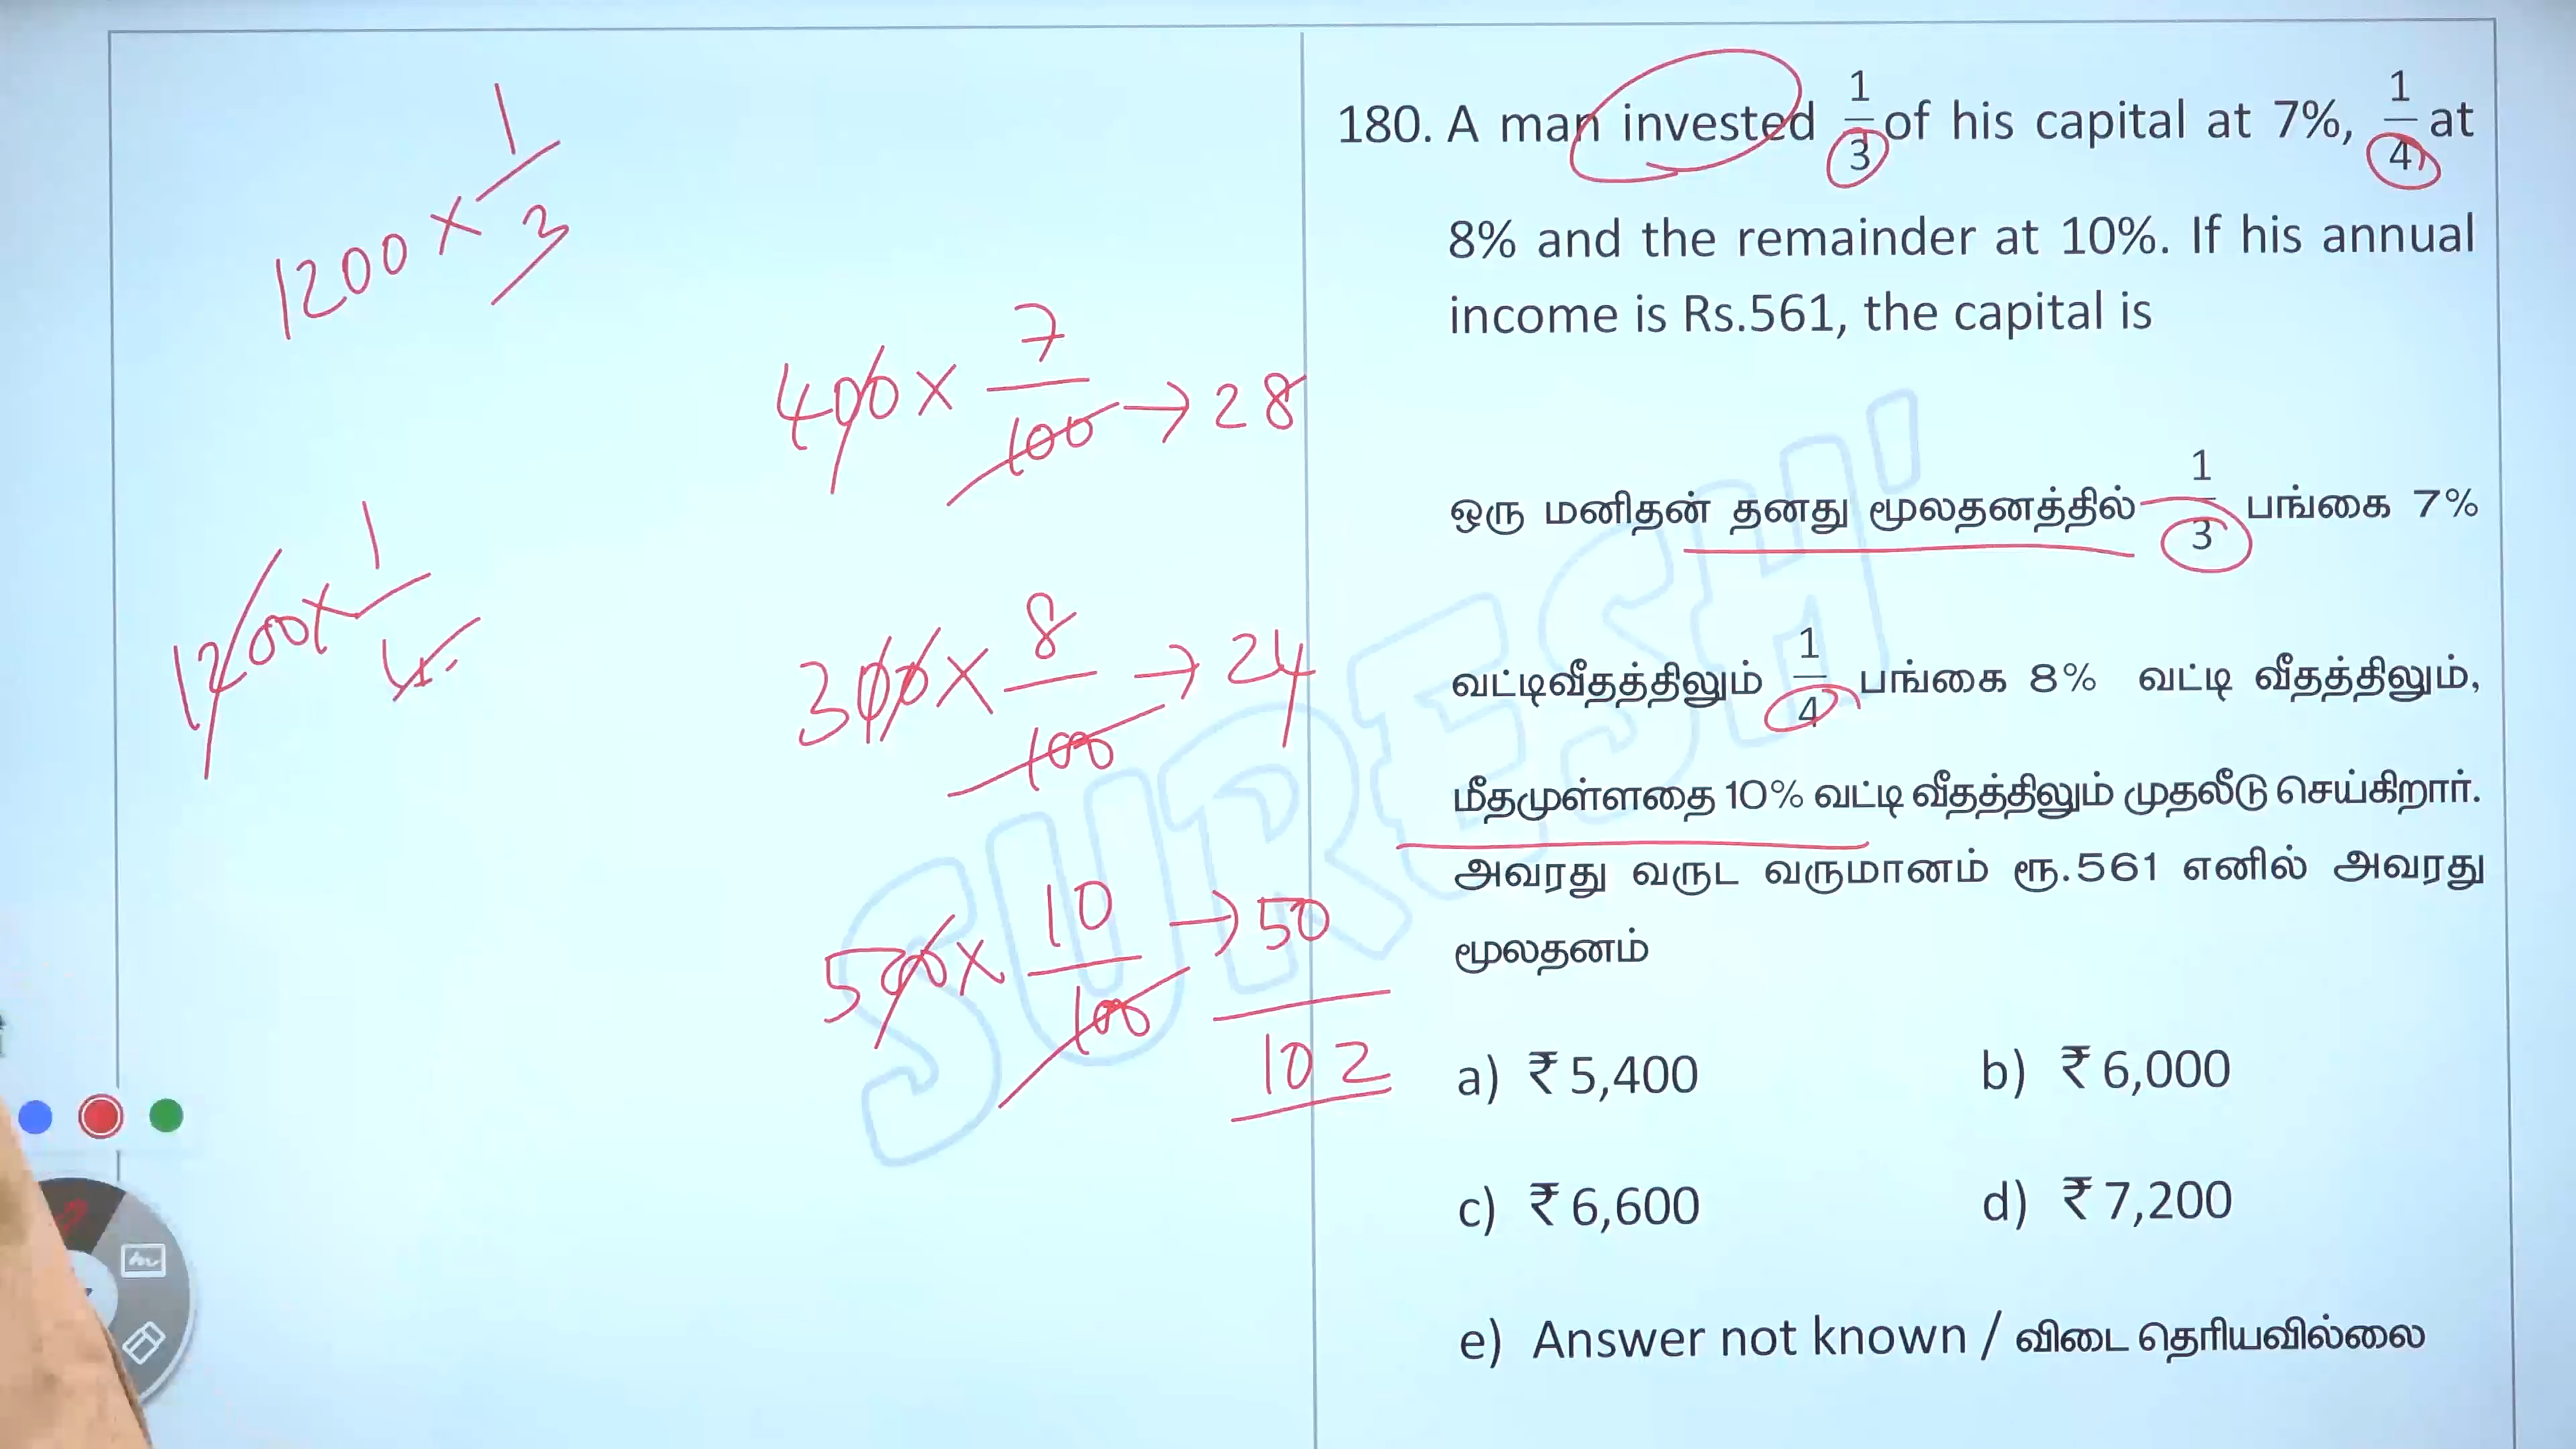 1200 × 1/3
400 × 7/100 → 28
1200 × 1/4
300 × 8/100 → 24
500 × 10/100 → 50
102
180. A man invested 1/3 of his capital at 7%, 1/4 at
8% and the remainder at 10%. If his annual
income is Rs.561, the capital is
ஒரு மனிதன் தனது மூலதனத்தில் 1/3 பங்கை 7%
வட்டிவீதத்திலும் 1/4 பங்கை 8% வட்டி வீதத்திலும்,
மீதமுள்ளதை 10% வட்டி வீதத்திலும் முதலீடு செய்கிறார்.
அவரது வருட வருமானம் ரூ.561 எனில் அவரது
மூலதனம்
a) ₹ 5,400 b) ₹ 6,000
c) ₹ 6,600 d) ₹ 7,200
e) Answer not known / விடை தெரியவில்லை
SURESH'